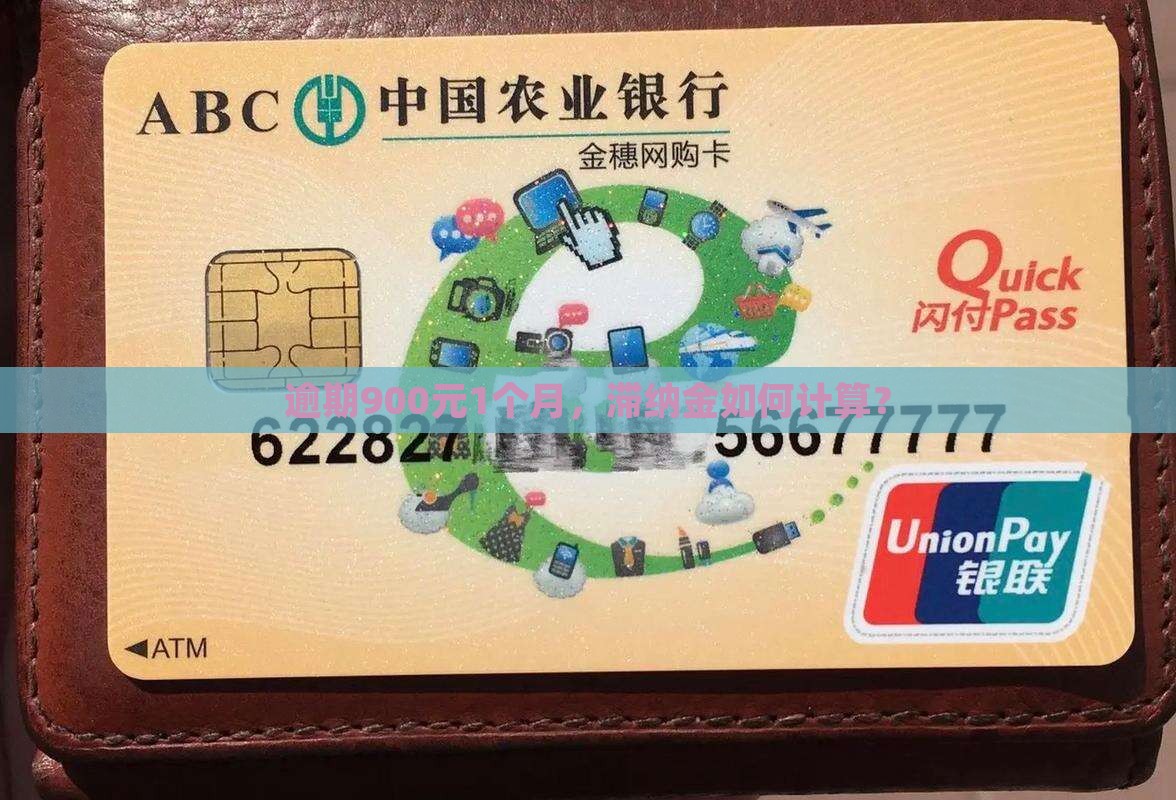 ABC 中国农业银行
金穗网购卡
Quick
闪付Pass
逾期900元1个月，滞纳金如何计算？
622827 56677777
UnionPay
银联
ATM